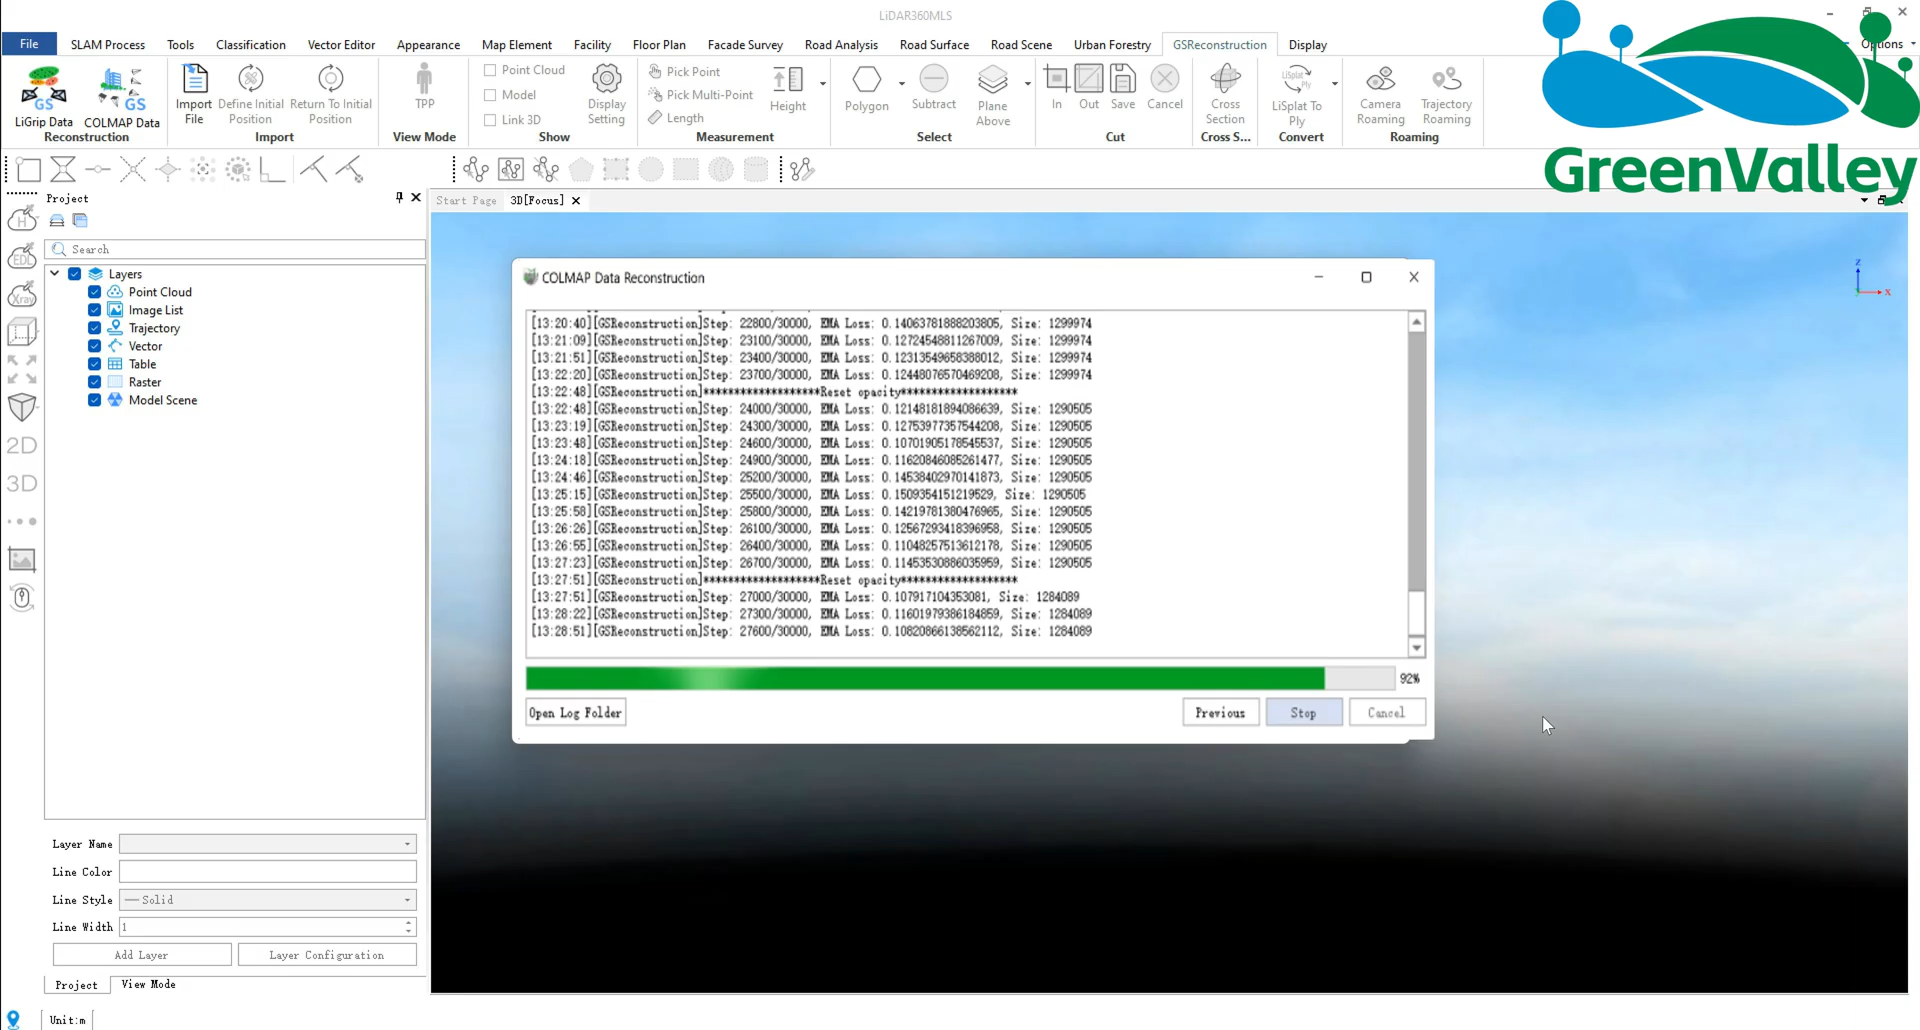 LiDAR360MLS
File SLAM Process Tools Classification Vector Editor Appearance Map Element Facility Floor Plan Facade Survey Road Analysis Road Surface Road Scene Urban Forestry GSReconstruction Display Options
GS GS
LiGrip Data COLMAP Data
Reconstruction
Import File Define Initial Position Return To Initial Position
Import
TPP
View Mode
Point Cloud
Model
Link 3D
Display Setting
Show
Pick Point
Pick Multi-Point
Length
Height
Measurement
Polygon Subtract Plane Above
Select
In Out Save Cancel
Cut
Cross Section
Cross S...
LiSplat Ply
LiSplat To Ply
Convert
Camera Roaming Trajectory Roaming
Roaming
GreenValley
Project
Start Page 3D[Focus]
Search
H
EDL
Xray
2D
3D
Layers
Point Cloud
Image List
Trajectory
Vector
Table
Raster
Model Scene
Z
X
COLMAP Data Reconstruction
[13:20:40][GSReconstruction]Step: 22800/30000, EMA Loss: 0.14063781888203805, Size: 1299974
[13:21:09][GSReconstruction]Step: 23100/30000, EMA Loss: 0.12724548811267009, Size: 1299974
[13:21:51][GSReconstruction]Step: 23400/30000, EMA Loss: 0.12313549658388012, Size: 1299974
[13:22:20][GSReconstruction]Step: 23700/30000, EMA Loss: 0.12448076570469208, Size: 1299974
[13:22:48][GSReconstruction]*******************Reset opacity*******************
[13:22:48][GSReconstruction]Step: 24000/30000, EMA Loss: 0.12148181894086639, Size: 1290505
[13:23:19][GSReconstruction]Step: 24300/30000, EMA Loss: 0.12753977357544208, Size: 1290505
[13:23:48][GSReconstruction]Step: 24600/30000, EMA Loss: 0.10701905178545537, Size: 1290505
[13:24:18][GSReconstruction]Step: 24900/30000, EMA Loss: 0.11620846085261477, Size: 1290505
[13:24:46][GSReconstruction]Step: 25200/30000, EMA Loss: 0.14538402970141873, Size: 1290505
[13:25:15][GSReconstruction]Step: 25500/30000, EMA Loss: 0.1509354151219529, Size: 1290505
[13:25:58][GSReconstruction]Step: 25800/30000, EMA Loss: 0.14219781380476965, Size: 1290505
[13:26:26][GSReconstruction]Step: 26100/30000, EMA Loss: 0.12567293418396958, Size: 1290505
[13:26:55][GSReconstruction]Step: 26400/30000, EMA Loss: 0.11048257513612178, Size: 1290505
[13:27:23][GSReconstruction]Step: 26700/30000, EMA Loss: 0.11453530886035959, Size: 1290505
[13:27:51][GSReconstruction]*******************Reset opacity*******************
[13:27:51][GSReconstruction]Step: 27000/30000, EMA Loss: 0.107917104353081, Size: 1284089
[13:28:22][GSReconstruction]Step: 27300/30000, EMA Loss: 0.11601979386184859, Size: 1284089
[13:28:51][GSReconstruction]Step: 27600/30000, EMA Loss: 0.10820866138562112, Size: 1284089
92%
Open Log Folder Previous Stop Cancel
Layer Name
Line Color
Line Style Solid
Line Width 1
Add Layer Layer Configuration
Project View Mode
Unit:m